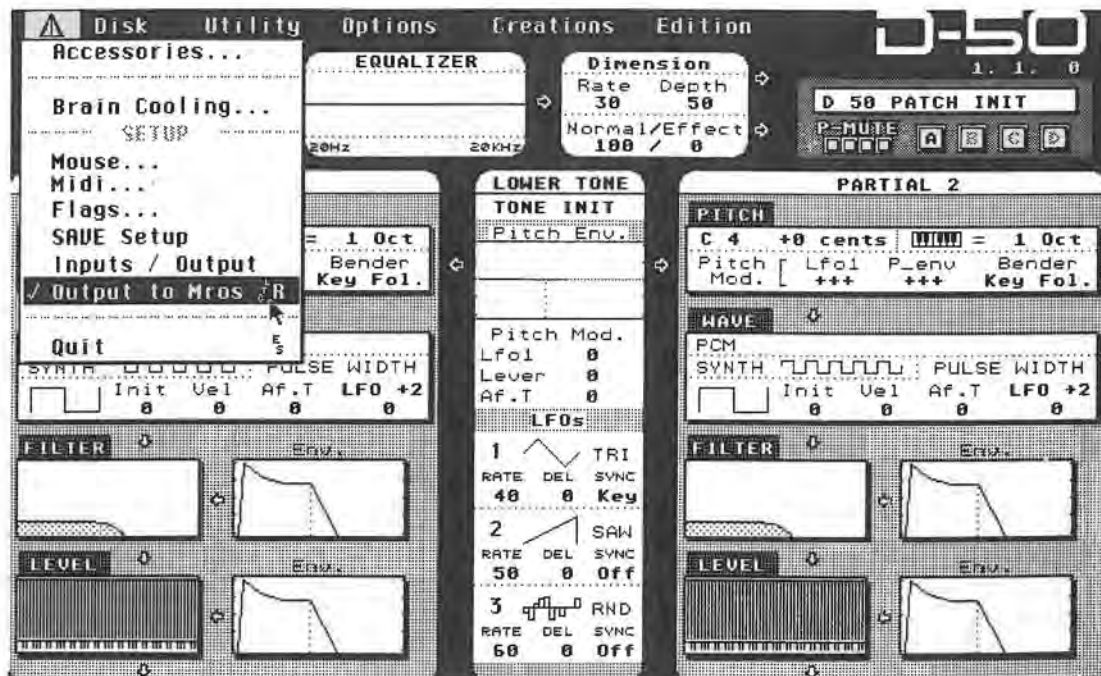 Disk Utility Options Creations Edition
D-50
1. 1. 0
Accessories...
Brain Cooling...
SETUP
Mouse...
Midi...
Flags...
SAVE Setup
Inputs / Output
√ Output to Mros R
Quit
EQUALIZER
20Hz 20KHz
Dimension
Rate Depth
30 50
Normal/Effect
100 / 0
D 50 PATCH INIT
P-MUTE A B C D
= 1 Oct
Bender
Key Fol.
SYNTH PULSE WIDTH
Init Vel Af.T LFO +2
0 0 0 0
FILTER
Env.
LEVEL
Env.
LOWER TONE
TONE INIT
Pitch Env.
Pitch Mod.
Lfo1 0
Lever 0
Af.T 0
LFOs
1 TRI
RATE DEL SYNC
40 0 Key
2 SAW
RATE DEL SYNC
50 0 Off
3 RND
RATE DEL SYNC
60 0 Off
PARTIAL 2
PITCH
C 4 +0 cents = 1 Oct
Pitch Lfo1 P_env Bender
Mod. +++ +++ Key Fol.
WAVE
PCM
SYNTH PULSE WIDTH
Init Vel Af.T LFO +2
0 0 0 0
FILTER
Env.
LEVEL
Env.